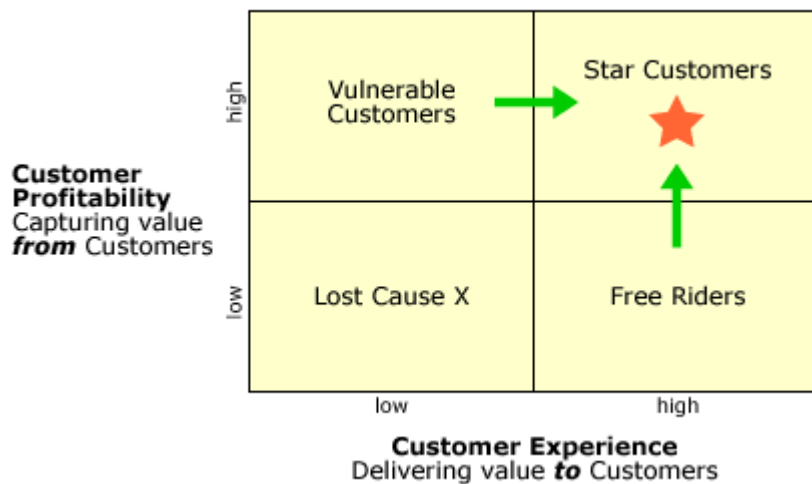 Vulnerable
Customers
Star Customers
high
Customer
Profitability
Capturing value
from Customers
low
Lost Cause X
Free Riders
low
high
Customer Experience
Delivering value to Customers